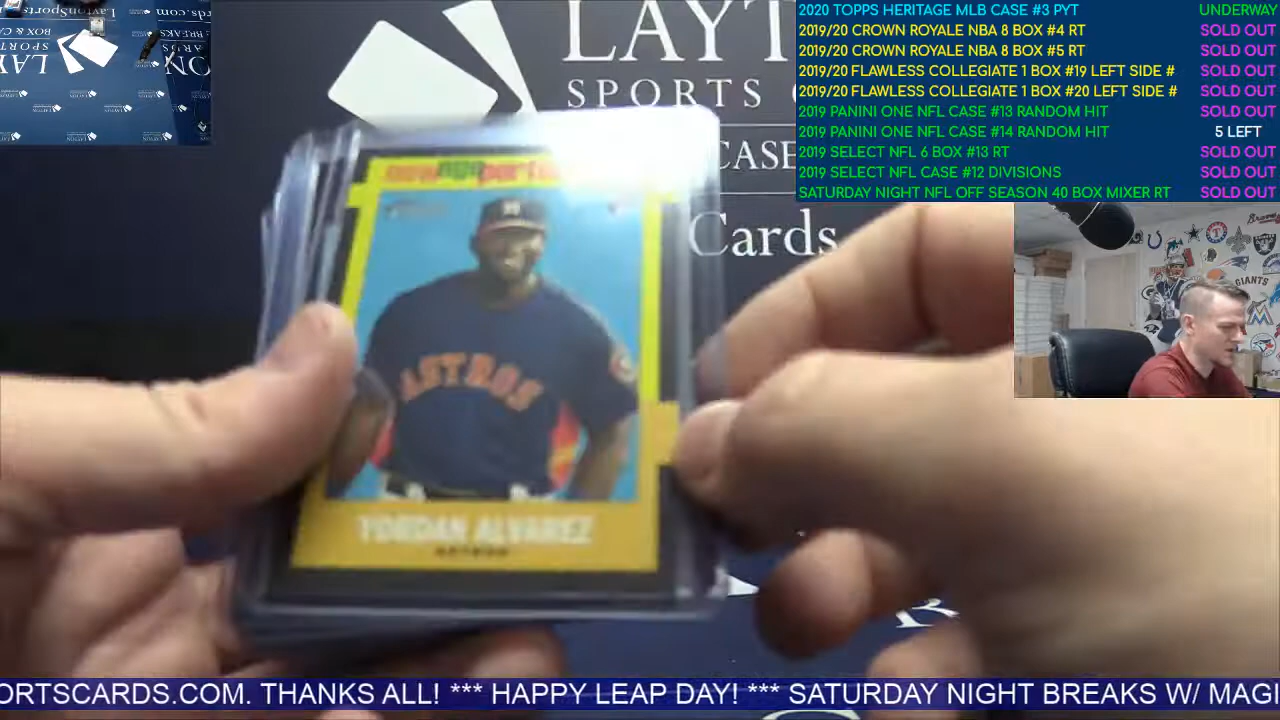 2020 TOPPS HERITAGE MLB CASE #3 PYT UNDERWAY
2019/20 CROWN ROYALE NBA 8 BOX #4 RT SOLD OUT
2019/20 CROWN ROYALE NBA 8 BOX #5 RT SOLD OUT
2019/20 FLAWLESS COLLEGIATE 1 BOX #19 LEFT SIDE # SOLD OUT
2019/20 FLAWLESS COLLEGIATE 1 BOX #20 LEFT SIDE # SOLD OUT
2019 PANINI ONE NFL CASE #13 RANDOM HIT SOLD OUT
2019 PANINI ONE NFL CASE #14 RANDOM HIT 5 LEFT
2019 SELECT NFL 6 BOX #13 RT SOLD OUT
2019 SELECT NFL CASE #12 DIVISIONS SOLD OUT
SATURDAY NIGHT NFL OFF SEASON 40 BOX MIXER RT SOLD OUT
LAYT
SPORTS C
CASE
Cards
ASTROS
YORDAN ALVAREZ
ASTROS
GIANTS
ORTSCARDS.COM. THANKS ALL! *** HAPPY LEAP DAY! *** SATURDAY NIGHT BREAKS W/ MAGI